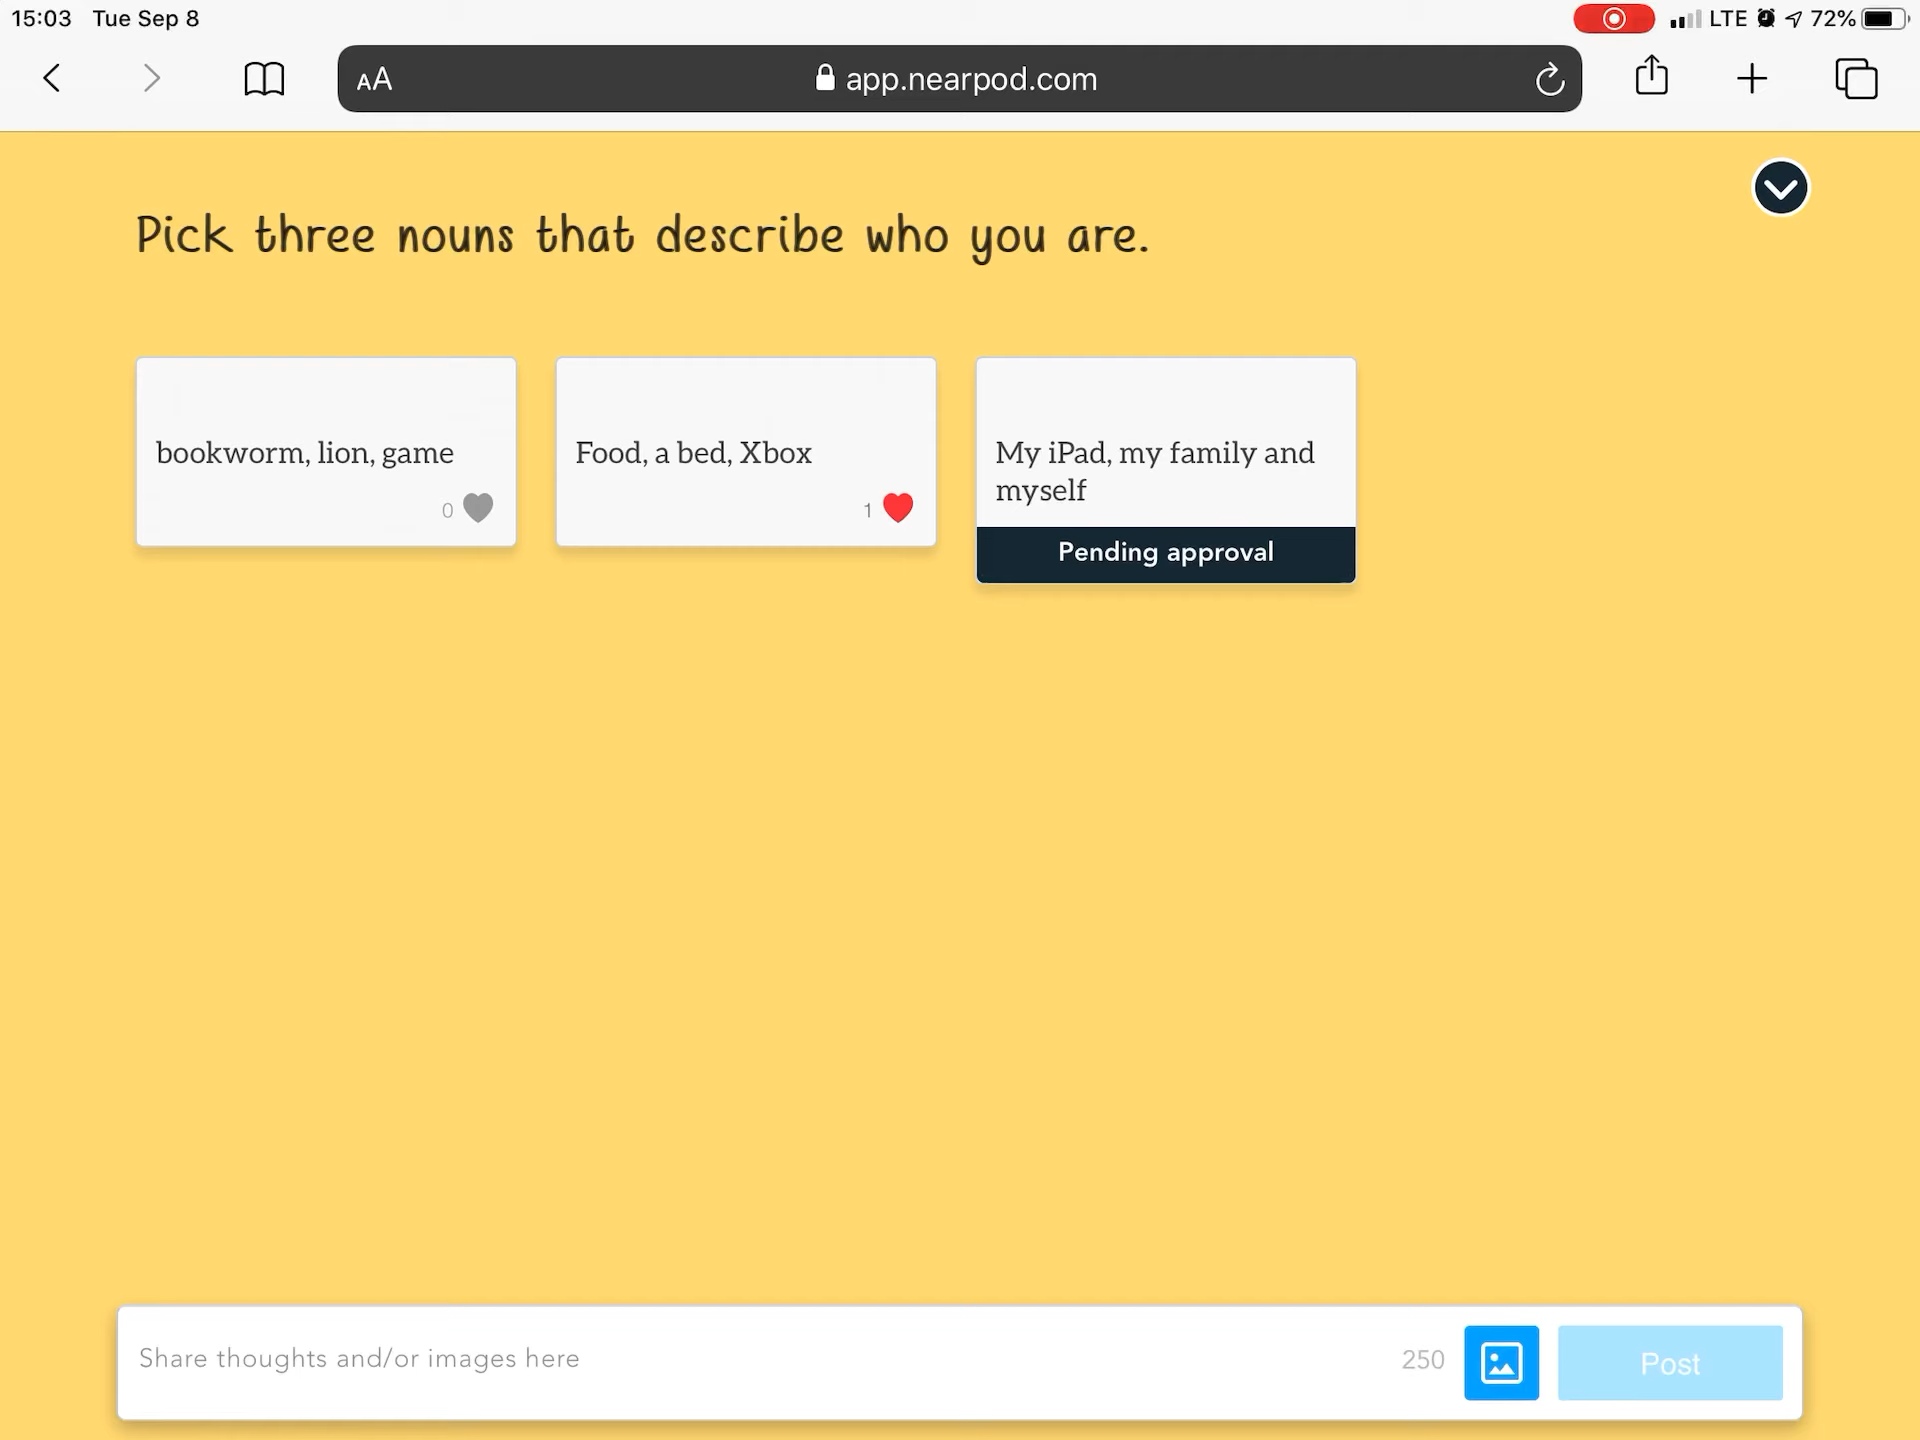 15:03 Tue Sep 8
LTE 72%
AA app.nearpod.com
Pick three nouns that describe who you are.
bookworm, lion, game
0
Food, a bed, Xbox
1
My iPad, my family and
myself
Pending approval
Share thoughts and/or images here 250 Post